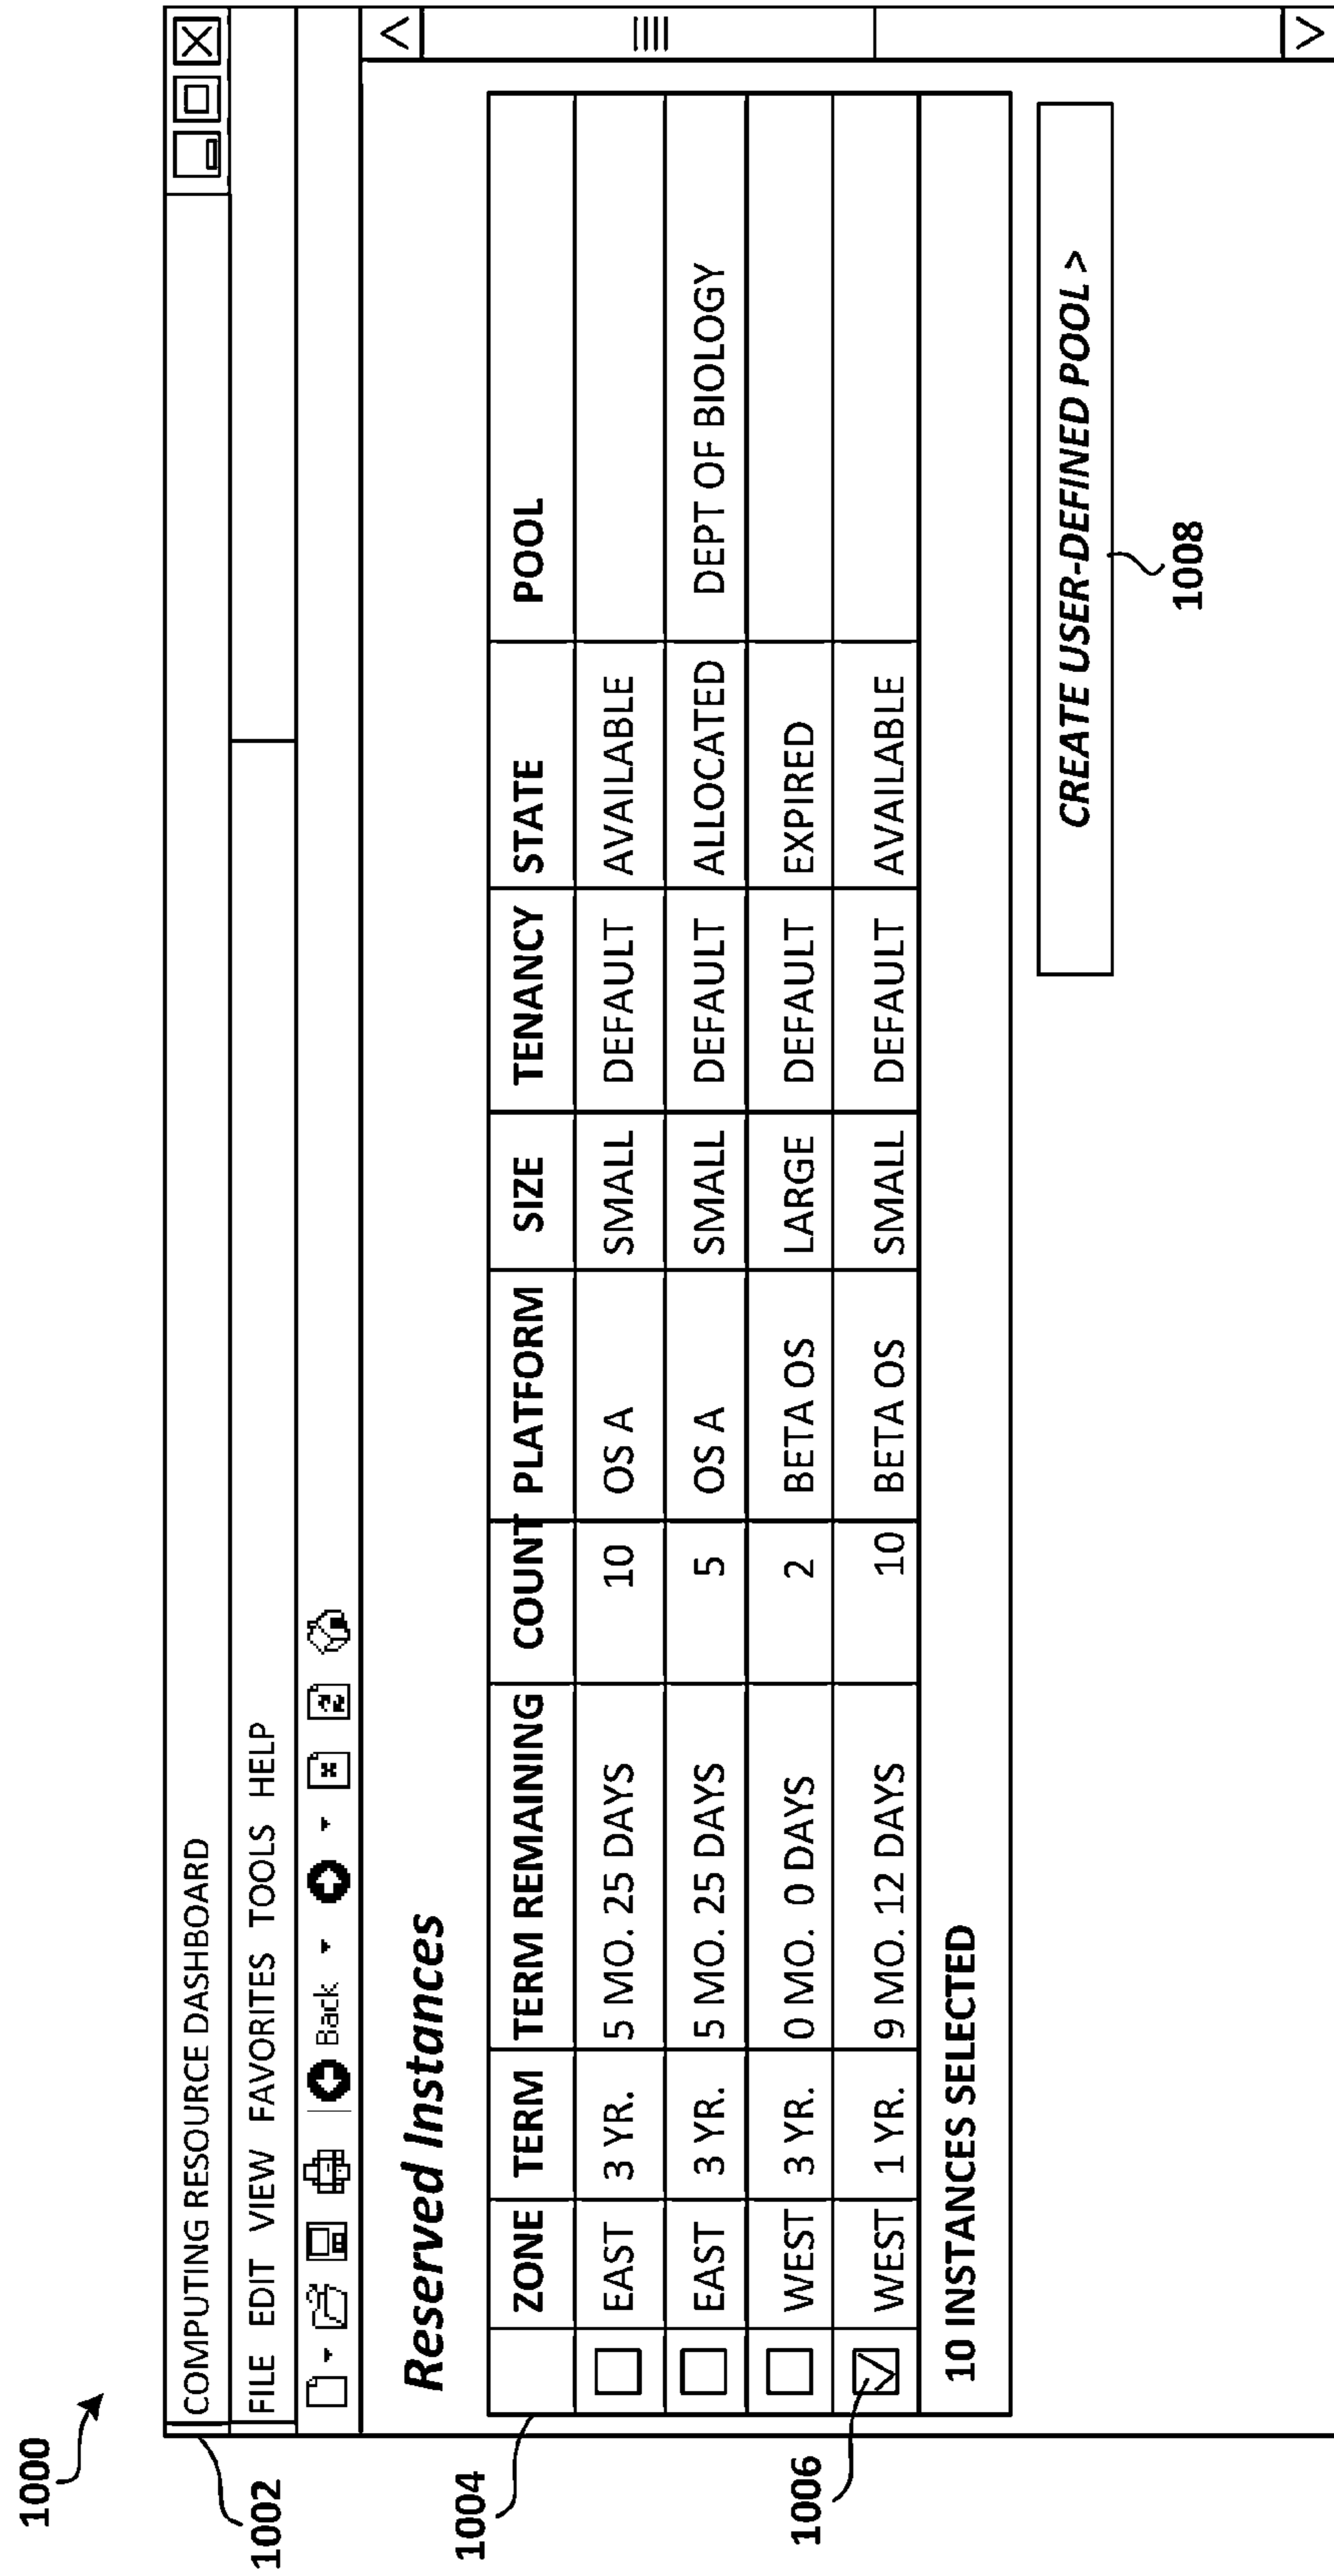 1000
1002
COMPUTING RESOURCE DASHBOARD
FILE EDIT VIEW FAVORITES TOOLS HELP
Back
Reserved Instances
1004
ZONE TERM TERM REMAINING COUNT PLATFORM SIZE TENANCY STATE POOL
EAST 3 YR. 5 MO. 25 DAYS 10 OS A SMALL DEFAULT AVAILABLE
EAST 3 YR. 5 MO. 25 DAYS 5 OS A SMALL DEFAULT ALLOCATED DEPT OF BIOLOGY
WEST 3 YR. 0 MO. 0 DAYS 2 BETA OS LARGE DEFAULT EXPIRED
1006
WEST 1 YR. 9 MO. 12 DAYS 10 BETA OS SMALL DEFAULT AVAILABLE
10 INSTANCES SELECTED
CREATE USER-DEFINED POOL >
1008